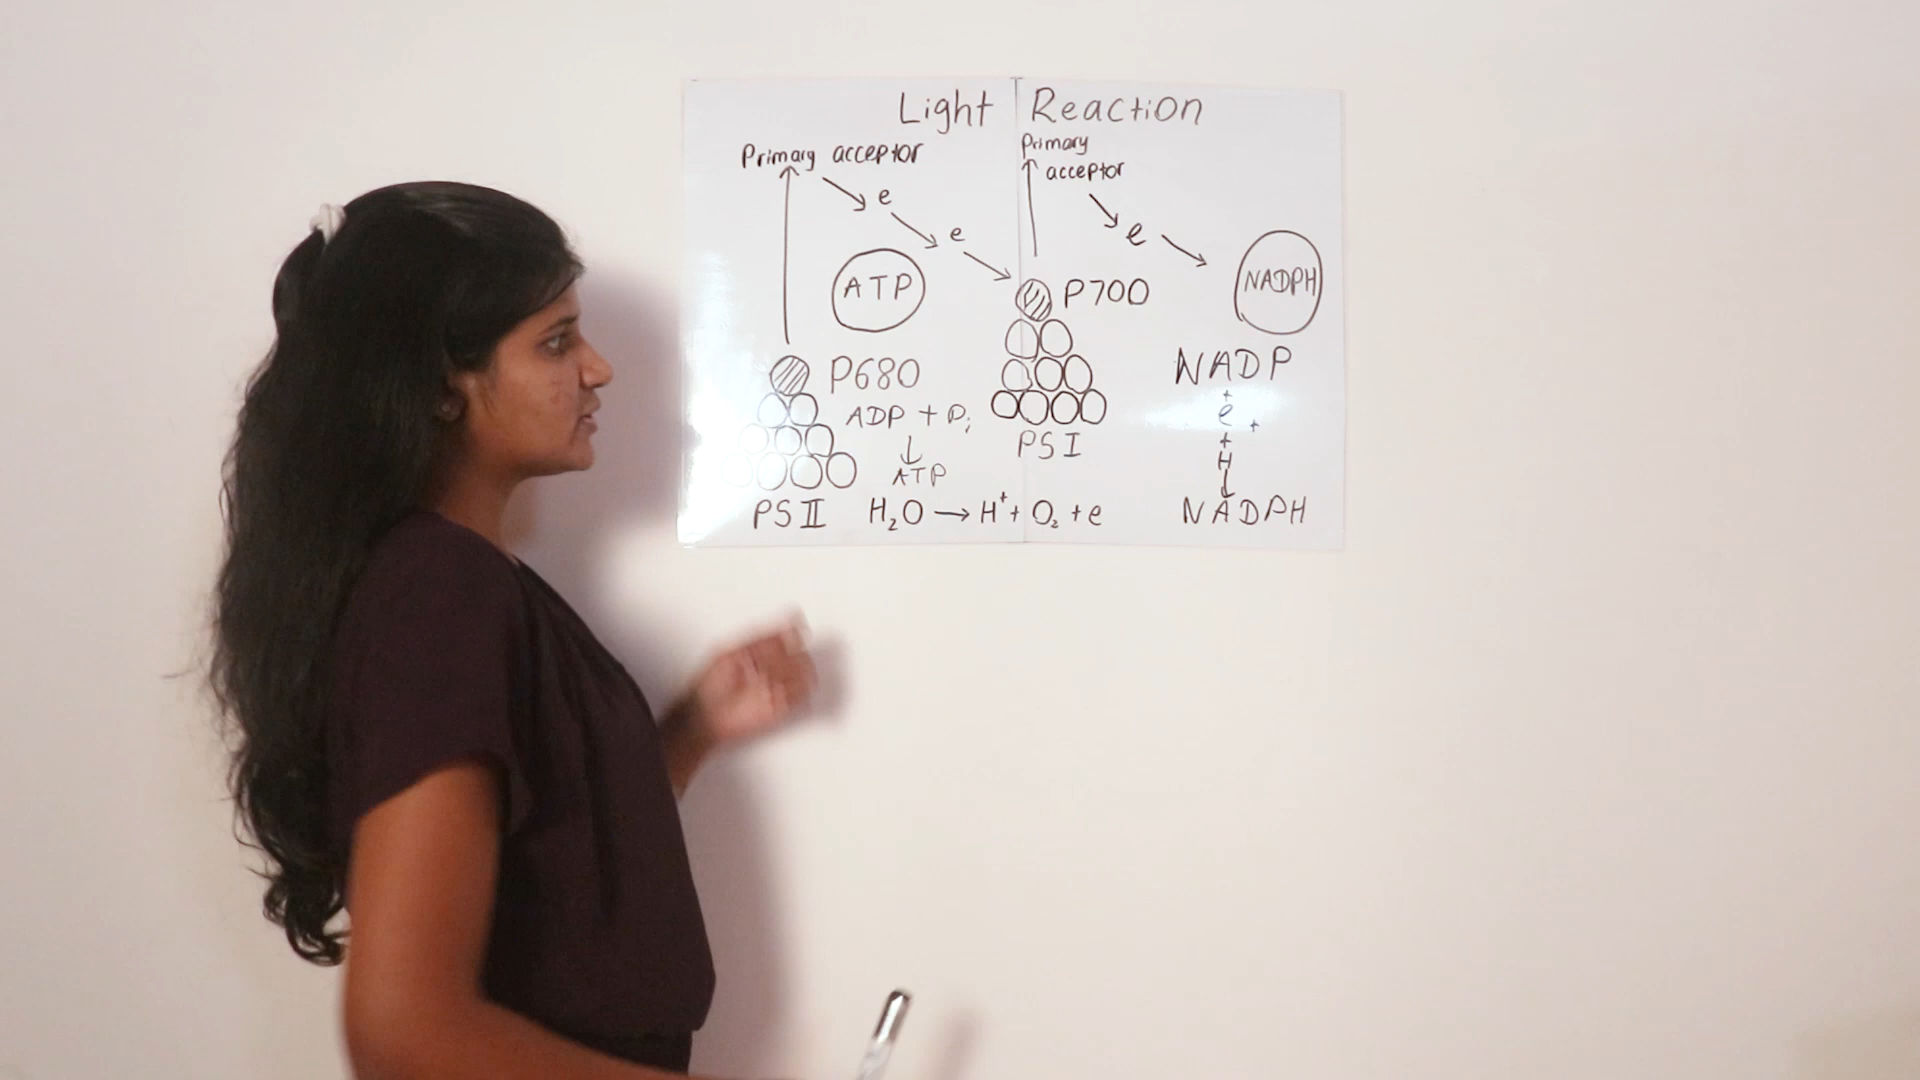 Light Reaction
Primary acceptor
e
e
ATP
P680
ADP + Pi
↓
ATP
PS II
H₂O → H⁺ + O₂ + e
Primary
acceptor
e
P700
PS I
NADPH
NADP
+
e
+
+
H
↓
NADPH